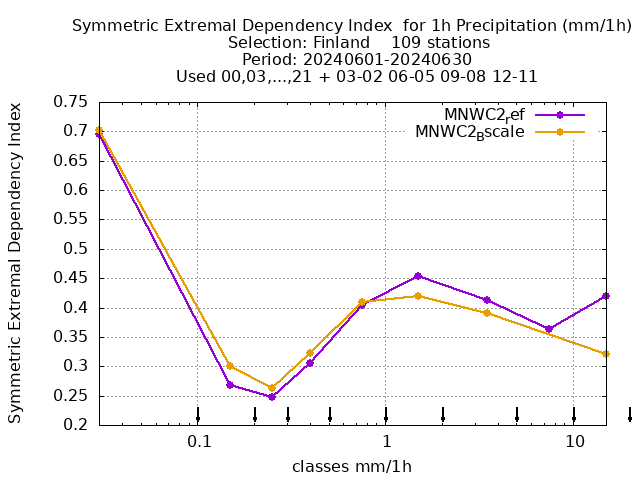 Symmetric Extremal Dependency Index  for 1h Precipitation (mm/1h)
Selection: Finland    109 stations
Period: 20240601-20240630
Used 00,03,...,21 + 03-02 06-05 09-08 12-11
Symmetric Extremal Dependency Index
0.75
0.7
0.65
0.6
0.55
0.5
0.45
0.4
0.35
0.3
0.25
0.2
MNWC2ref
MNWC2Bscale
0.1
1
10
classes mm/1h